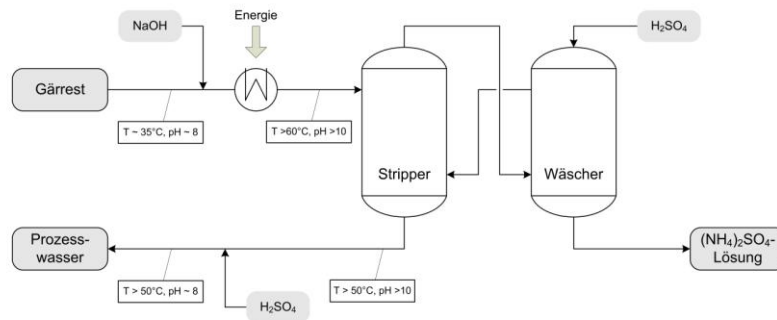 Energie
NaOH
H₂SO₄
Gärrest
T ~ 35°C, pH ~ 8
T >60°C, pH >10
Stripper
Wäscher
Prozess-
wasser
(NH₄)₂SO₄-
Lösung
T > 50°C, pH ~ 8
T > 50°C, pH >10
H₂SO₄